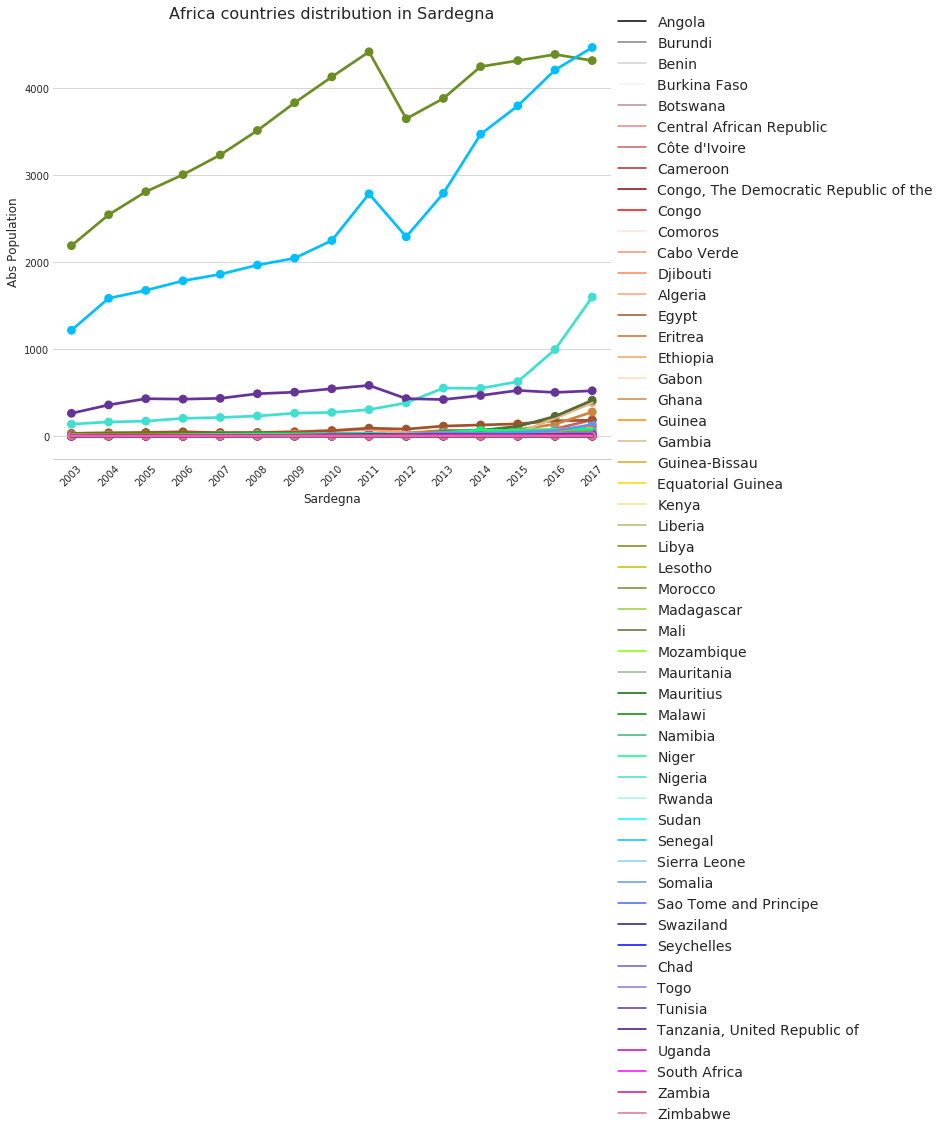 Africa countries distribution in Sardegna
Abs Population
4000
3000
2000
1000
0
2003
2004
2005
2006
2007
2008
2009
2010
2011
2012
2013
2014
2015
2016
2017
Sardegna
Angola
Burundi
Benin
Burkina Faso
Botswana
Central African Republic
Côte d'Ivoire
Cameroon
Congo, The Democratic Republic of the
Congo
Comoros
Cabo Verde
Djibouti
Algeria
Egypt
Eritrea
Ethiopia
Gabon
Ghana
Guinea
Gambia
Guinea-Bissau
Equatorial Guinea
Kenya
Liberia
Libya
Lesotho
Morocco
Madagascar
Mali
Mozambique
Mauritania
Mauritius
Malawi
Namibia
Niger
Nigeria
Rwanda
Sudan
Senegal
Sierra Leone
Somalia
Sao Tome and Principe
Swaziland
Seychelles
Chad
Togo
Tunisia
Tanzania, United Republic of
Uganda
South Africa
Zambia
Zimbabwe